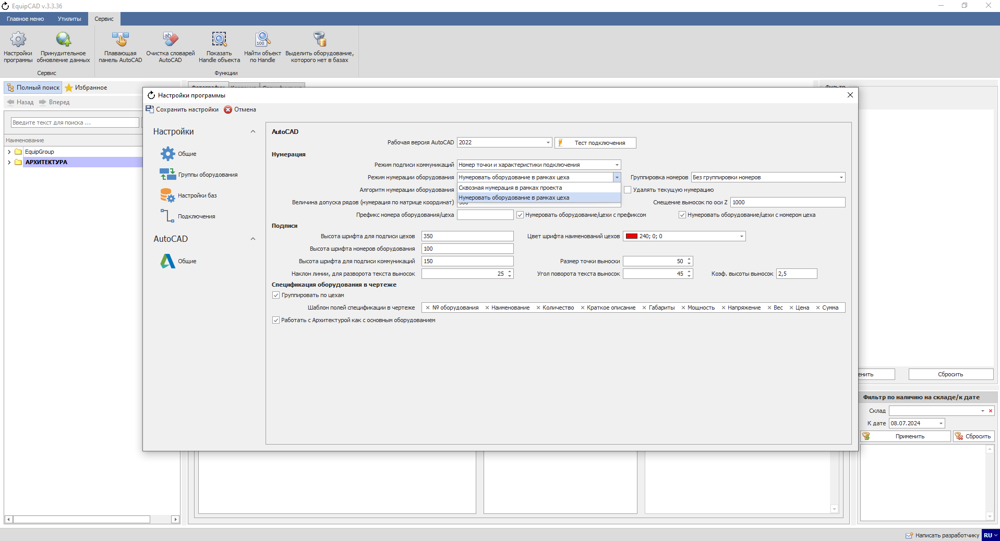 EquipCAD v.3.3.36
Главное меню Утилиты Сервис
Настройки программы
Принудительное обновление данных
Плавающая панель AutoCAD
Очистка словарей AutoCAD
Показать Handle объекта
Найти объект по Handle
Выделить оборудование, которого нет в базах
Сервис Функции
Полный поиск Избранное
Назад Вперед
Введите текст для поиска ...
Наименование
EquipGroup
АРХИТЕКТУРА
Фильтр
Настройки программы
Сохранить настройки Отмена
Настройки
Общие
Группы оборудования
Настройки баз
Подключения
AutoCAD
Общие
AutoCAD
Рабочая версия AutoCAD 2022 Тест подключения
Нумерация
Режим подписи коммуникаций Номер точки и характеристики подключения
Режим нумерации оборудования Нумеровать оборудование в рамках цеха Группировка номеров Без группировки номеров
Сквозная нумерация в рамках проекта
Нумеровать оборудование в рамках цеха
Алгоритм нумерации оборудования Удалять текущую нумерацию
Величина допуска рядов (нумерация по матрице координат) Смещение выносок по оси Z 1000
Префикс номера оборудования/цеха Нумеровать оборудование/цехи с префиксом Нумеровать оборудование/цехи с номером цеха
Подписи
Высота шрифта для подписи цехов 350 Цвет шрифта наименований цехов 240; 0; 0
Высота шрифта номеров оборудования 100
Высота шрифта для подписи коммуникаций 150 Размер точки выноски 50
Наклон линии, для разворота текста выносок 25 Угол поворота текста выносок 45 Коэф. высоты выносок 2,5
Спецификация оборудования в чертеже
Группировать по цехам
Шаблон полей спецификации в чертеже № оборудования Наименование Количество Краткое описание Габариты Мощность Напряжение Вес Цена Сумма
Работать с Архитектурой как с основным оборудованием
Сбросить
Фильтр по наличию на складе/к дате
Склад
К дате 08.07.2024
Применить Сбросить
Написать разработчику RU